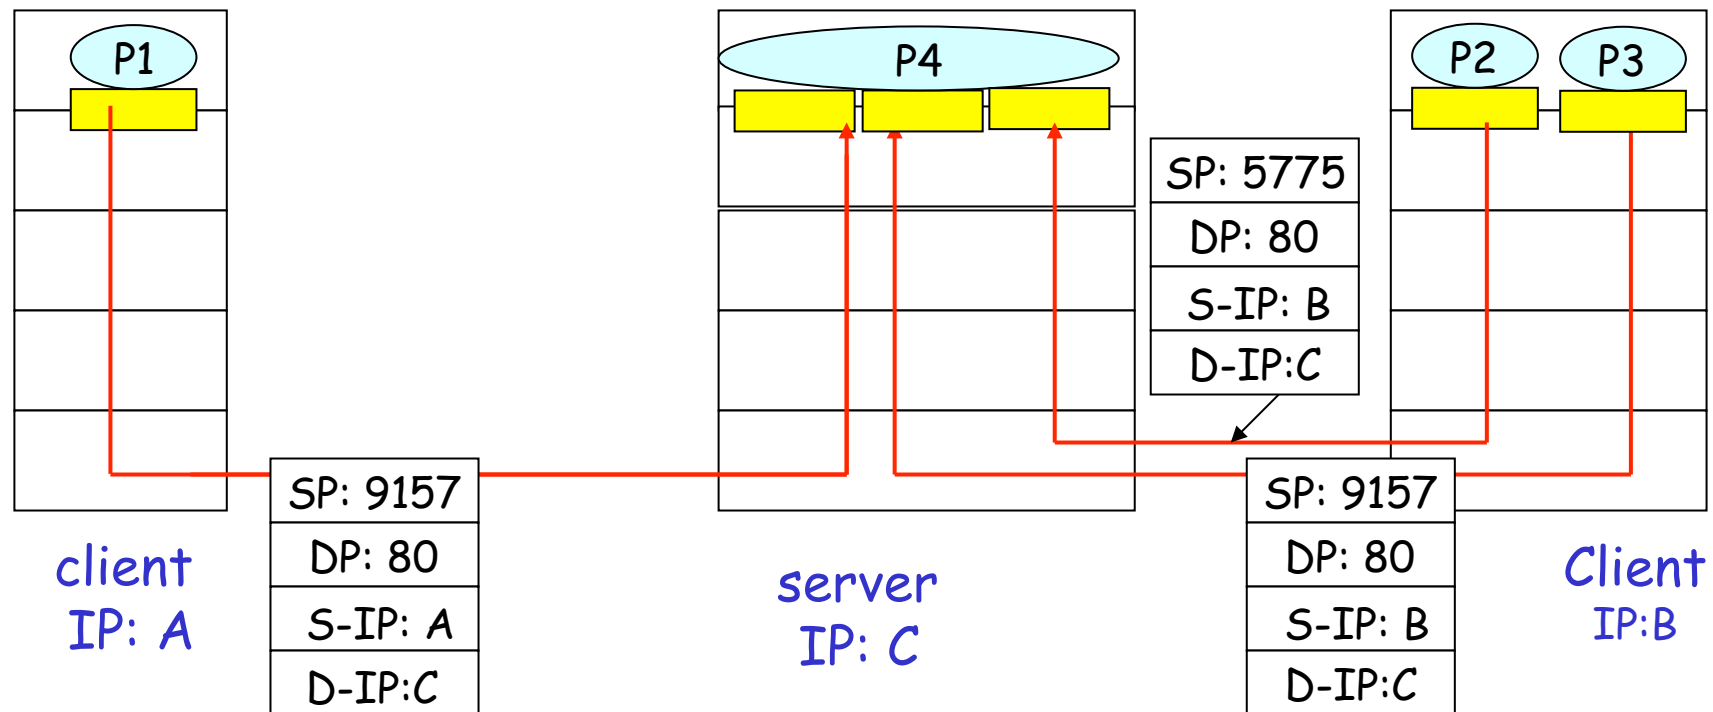 P1
P4
P2
P3
SP: 5775
DP: 80
S-IP: B
D-IP:C
SP: 9157
DP: 80
S-IP: A
D-IP:C
SP: 9157
DP: 80
S-IP: B
D-IP:C
client
IP: A
server
IP: C
Client
IP:B